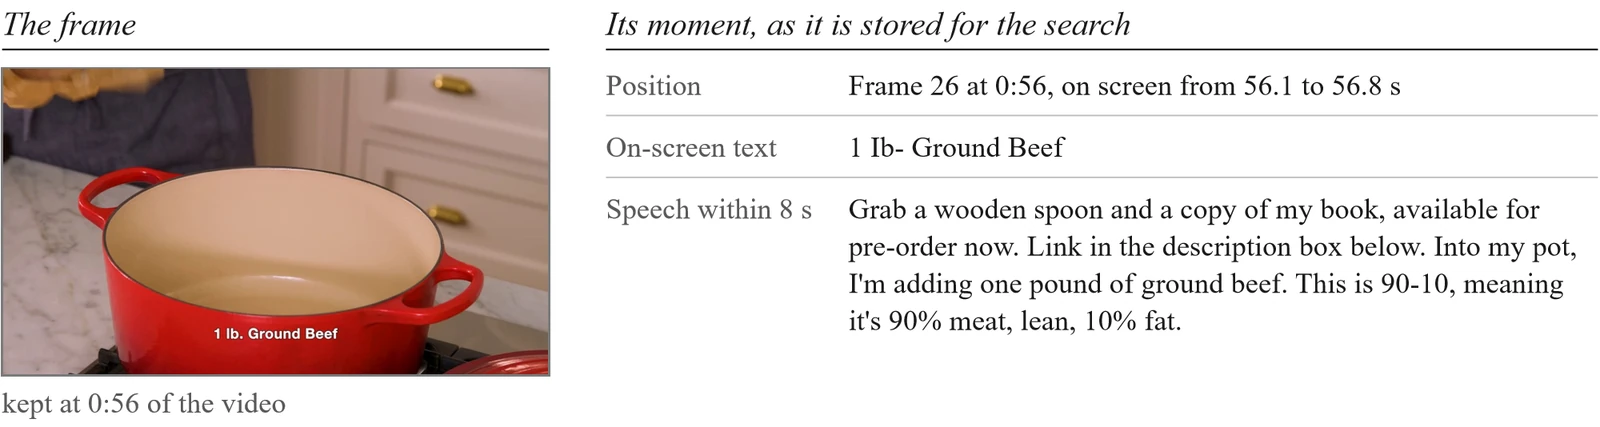 The frame
Its moment, as it is stored for the search
Position
Frame 26 at 0:56, on screen from 56.1 to 56.8 s
On-screen text
1 Ib- Ground Beef
Speech within 8 s
Grab a wooden spoon and a copy of my book, available for
pre-order now. Link in the description box below. Into my pot,
I'm adding one pound of ground beef. This is 90-10, meaning
it's 90% meat, lean, 10% fat.
1 lb. Ground Beef
kept at 0:56 of the video